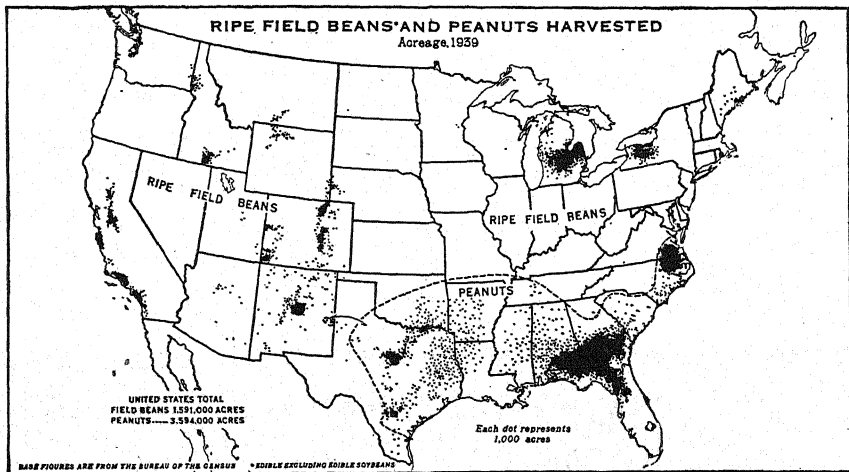 RIPE FIELD BEANS*AND PEANUTS HARVESTED
Acreage, 1939
RIPE FIELD BEANS
RIPE FIELD BEANS
PEANUTS
UNITED STATES TOTAL
FIELD BEANS 1,591,000 ACRES
PEANUTS----- 3,594,000 ACRES
Each dot represents
1,000 acres
BASE FIGURES ARE FROM THE BUREAU OF THE CENSUS *EDIBLE EXCLUDING EDIBLE SOYBEANS